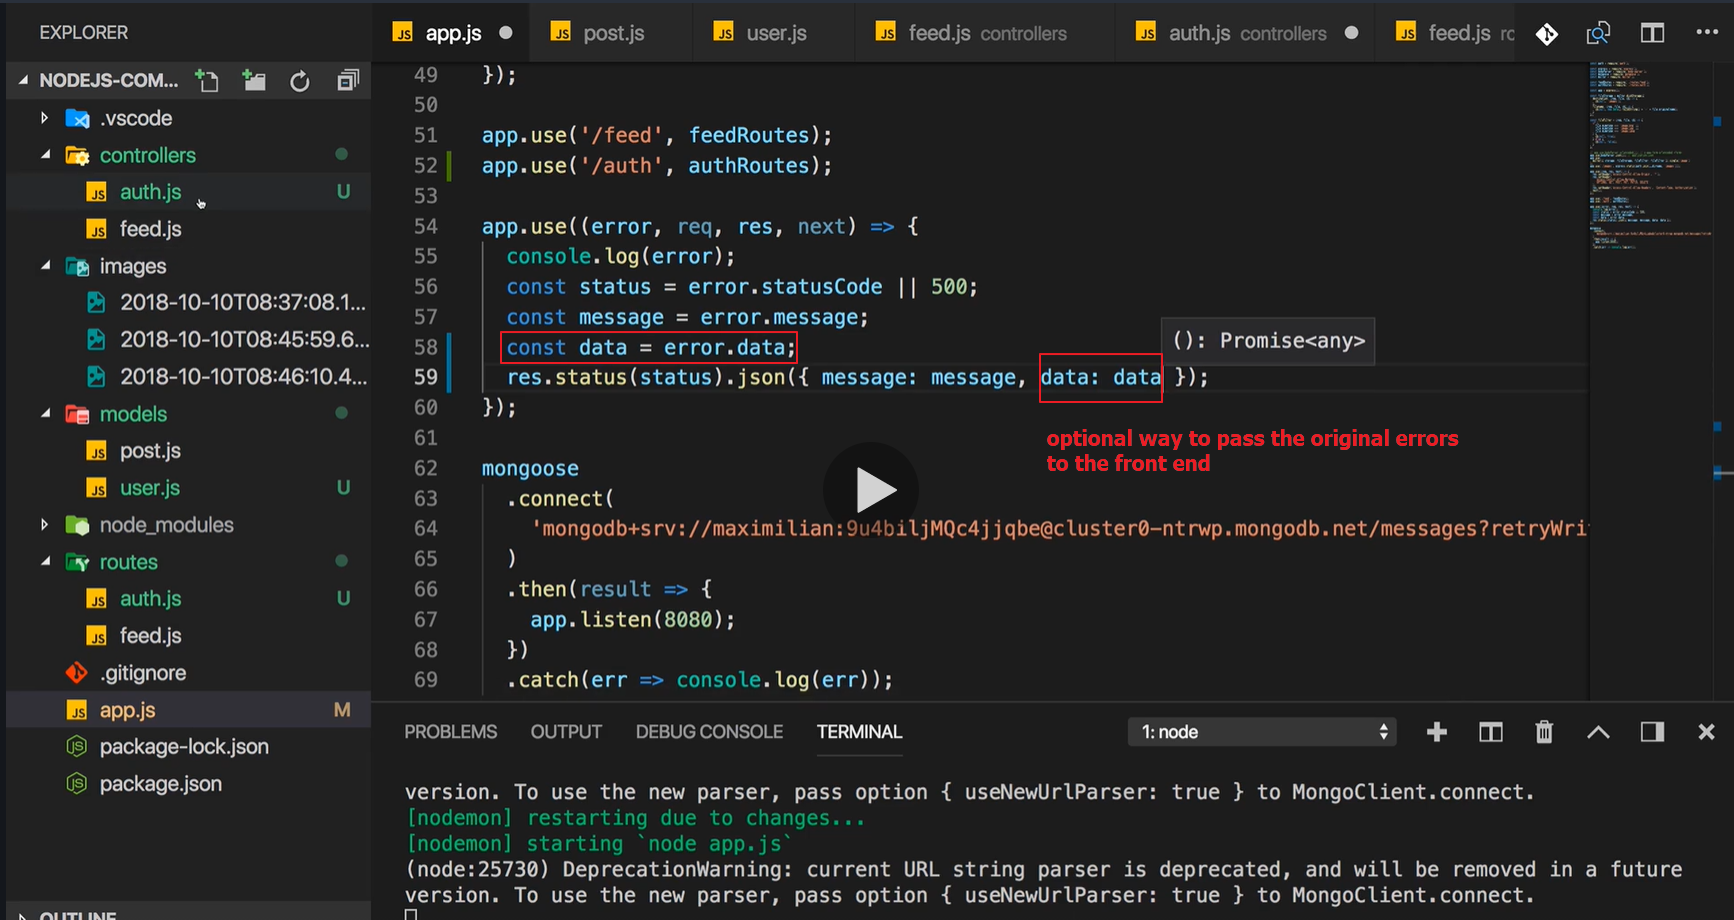 EXPLORER
app.js
post.js
user.js
feed.js controllers
auth.js controllers
feed.js
NODEJS-COM...
.vscode
controllers
auth.js U
feed.js
images
2018-10-10T08:37:08.1...
2018-10-10T08:45:59.6...
2018-10-10T08:46:10.4...
models
post.js
user.js U
node_modules
routes
auth.js U
feed.js
.gitignore
app.js M
package-lock.json
package.json
OUTLINE
49 });
50
51 app.use('/feed', feedRoutes);
52 app.use('/auth', authRoutes);
53
54 app.use((error, req, res, next) => {
55 console.log(error);
56 const status = error.statusCode || 500;
57 const message = error.message;
58 const data = error.data;
(): Promise<any>
59 res.status(status).json({ message: message, data: data });
60 });
optional way to pass the original errors
to the front end
61
62 mongoose
63 .connect(
64 'mongodb+srv://maximilian:9u4biljMQc4jjqbe@cluster0-ntrwp.mongodb.net/messages?retryWri
65 )
66 .then(result => {
67 app.listen(8080);
68 })
69 .catch(err => console.log(err));
PROBLEMS OUTPUT DEBUG CONSOLE TERMINAL 1: node
version. To use the new parser, pass option { useNewUrlParser: true } to MongoClient.connect.
[nodemon] restarting due to changes...
[nodemon] starting `node app.js`
(node:25730) DeprecationWarning: current URL string parser is deprecated, and will be removed in a future
version. To use the new parser, pass option { useNewUrlParser: true } to MongoClient.connect.